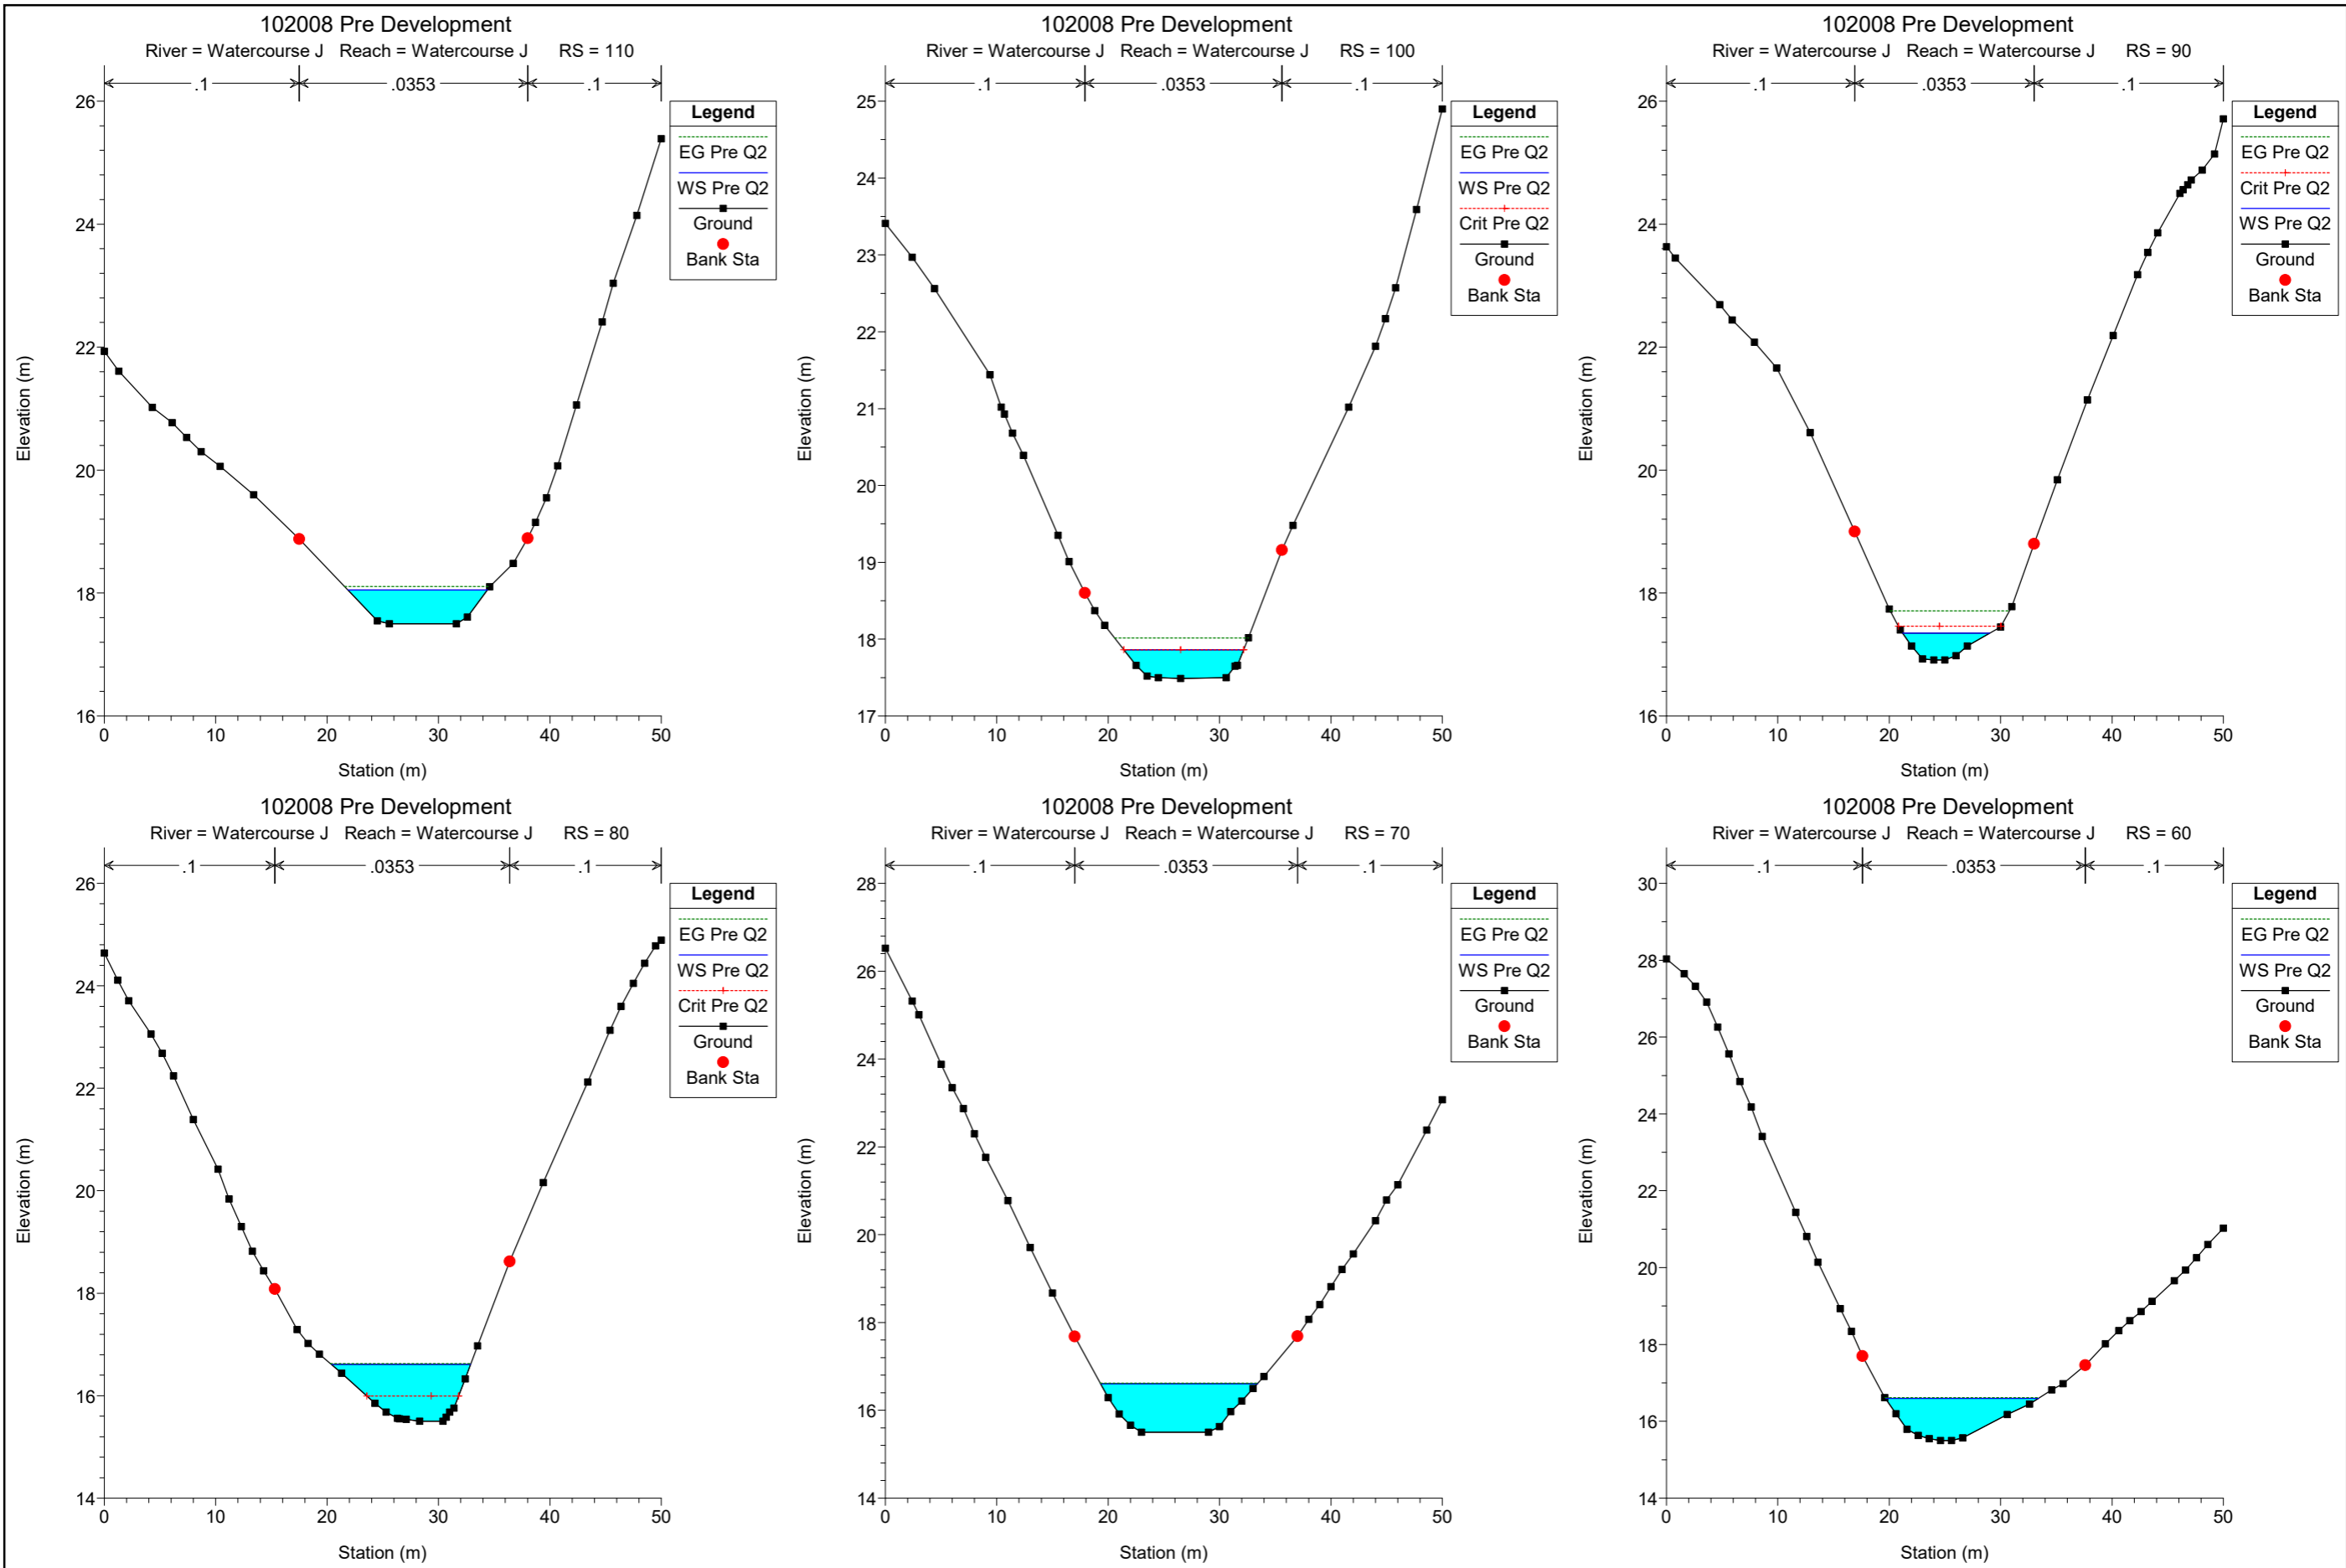 102008 Pre Development
River = Watercourse J Reach = Watercourse J RS = 110
.1 .0353 .1
26
24
22
20
18
16
Elevation (m)
0 10 20 30 40 50
Station (m)
Legend
EG Pre Q2
WS Pre Q2
Ground
Bank Sta
102008 Pre Development
River = Watercourse J Reach = Watercourse J RS = 100
.1 .0353 .1
25
24
23
22
21
20
19
18
17
Elevation (m)
0 10 20 30 40 50
Station (m)
Legend
EG Pre Q2
WS Pre Q2
Crit Pre Q2
Ground
Bank Sta
102008 Pre Development
River = Watercourse J Reach = Watercourse J RS = 90
.1 .0353 .1
26
24
22
20
18
16
Elevation (m)
0 10 20 30 40 50
Station (m)
Legend
EG Pre Q2
Crit Pre Q2
WS Pre Q2
Ground
Bank Sta
102008 Pre Development
River = Watercourse J Reach = Watercourse J RS = 80
.1 .0353 .1
26
24
22
20
18
16
14
Elevation (m)
0 10 20 30 40 50
Station (m)
Legend
EG Pre Q2
WS Pre Q2
Crit Pre Q2
Ground
Bank Sta
102008 Pre Development
River = Watercourse J Reach = Watercourse J RS = 70
.1 .0353 .1
28
26
24
22
20
18
16
14
Elevation (m)
0 10 20 30 40 50
Station (m)
Legend
EG Pre Q2
WS Pre Q2
Ground
Bank Sta
102008 Pre Development
River = Watercourse J Reach = Watercourse J RS = 60
.1 .0353 .1
30
28
26
24
22
20
18
16
14
Elevation (m)
0 10 20 30 40 50
Station (m)
Legend
EG Pre Q2
WS Pre Q2
Ground
Bank Sta